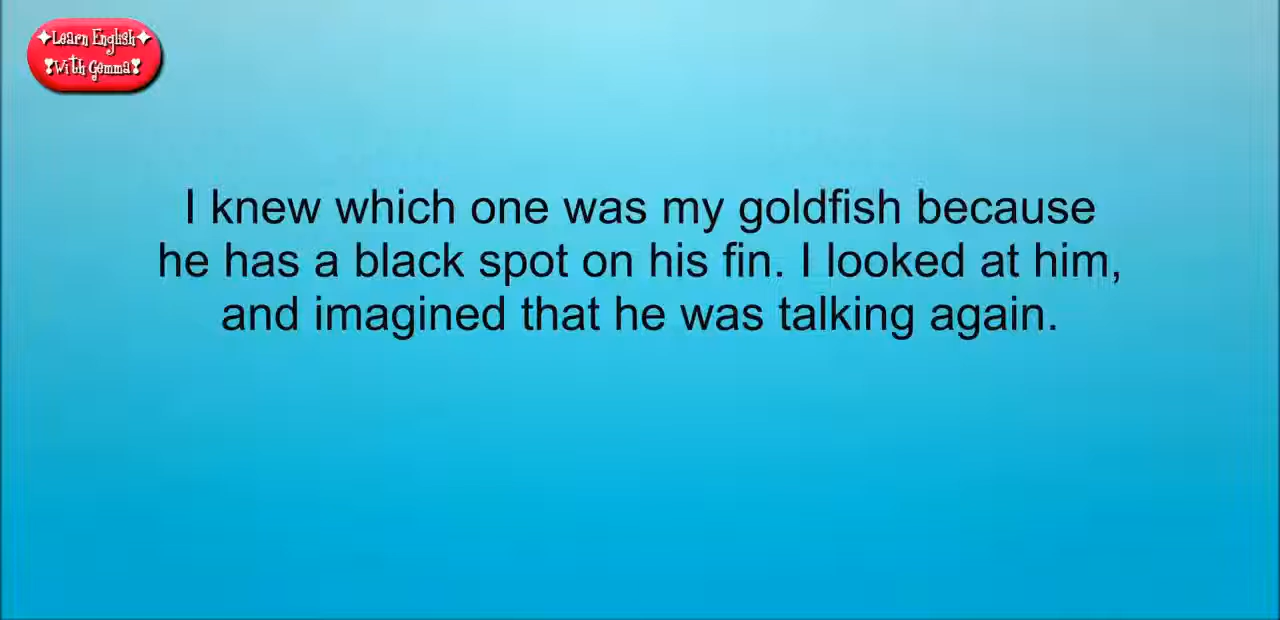 Learn English
With Gemma
I knew which one was my goldfish because
he has a black spot on his fin. I looked at him,
and imagined that he was talking again.